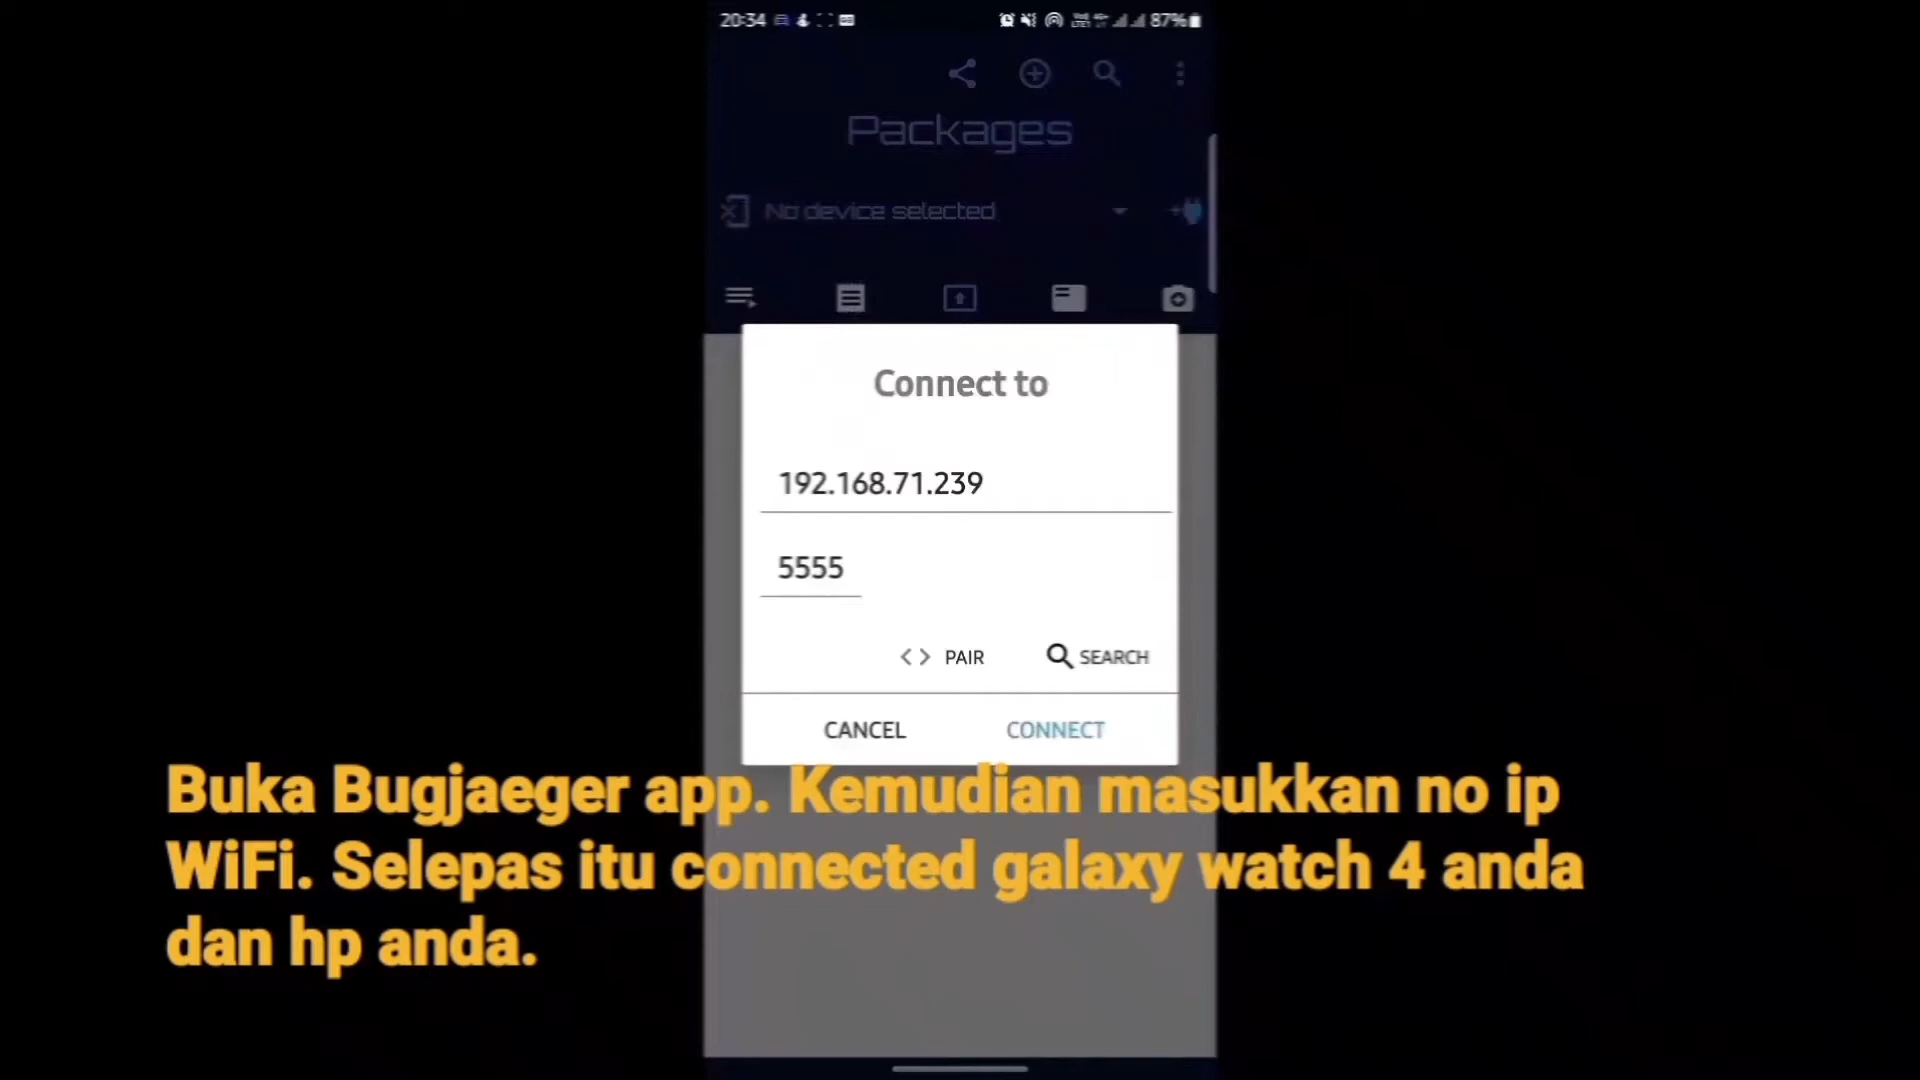 20:34
87%
Packages
No device selected
Connect to
192.168.71.239
5555
<> PAIR
SEARCH
CANCEL
CONNECT
Buka Bugjaeger app. Kemudian masukkan no ip
WiFi. Selepas itu connected galaxy watch 4 anda
dan hp anda.